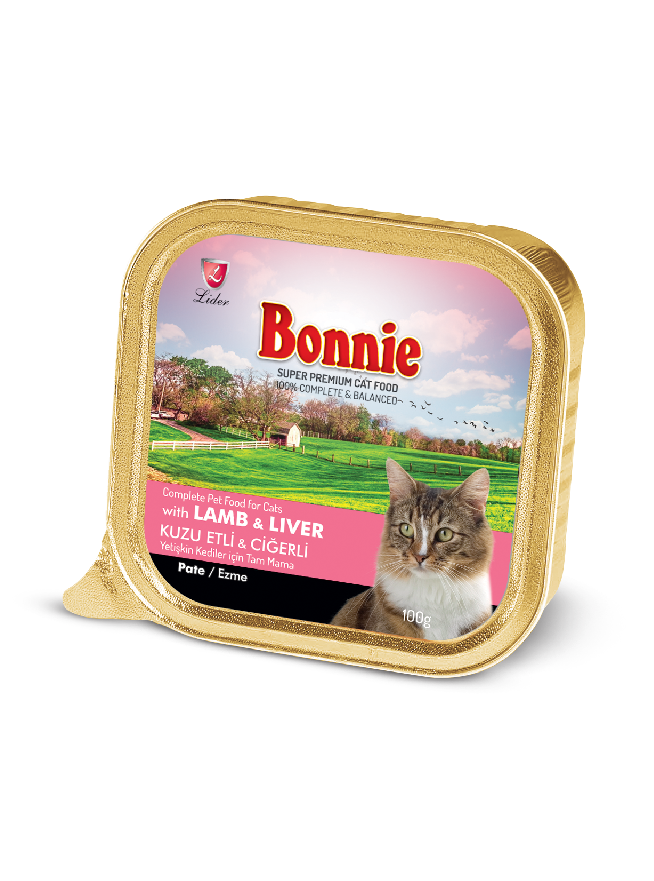 L
Lider
Bonnie
SUPER PREMIUM CAT FOOD
100% COMPLETE & BALANCED
Complete Pet Food for Cats
with LAMB & LIVER
KUZU ETLİ & CİĞERLİ
Yetişkin Kediler için Tam Mama
Pate / Ezme
100g